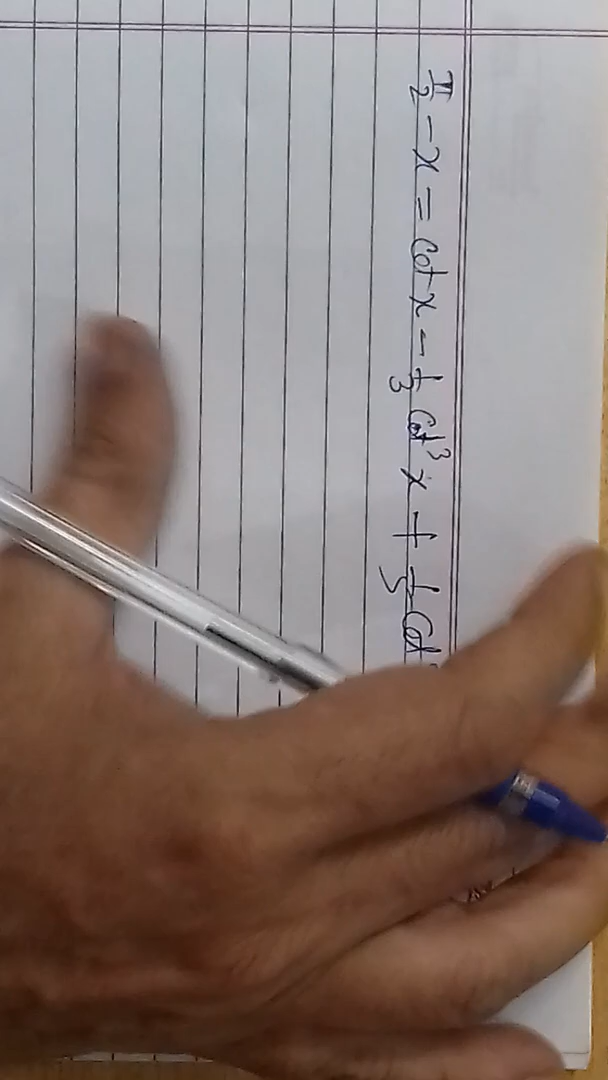 π/2 - x = cot x - 1/3 cot³ x + 1/5 cot